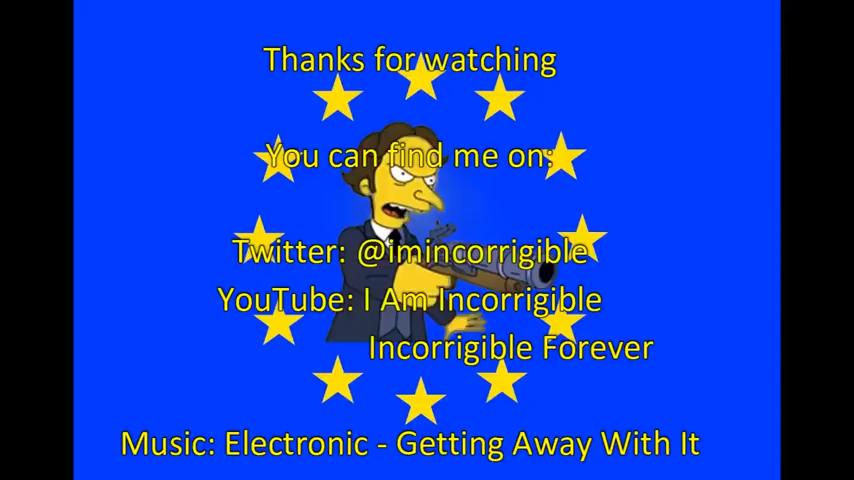 Thanks for watching
You can find me on:
Twitter: @imincorrigible
YouTube: I Am Incorrigible
Incorrigible Forever
Music: Electronic - Getting Away With It